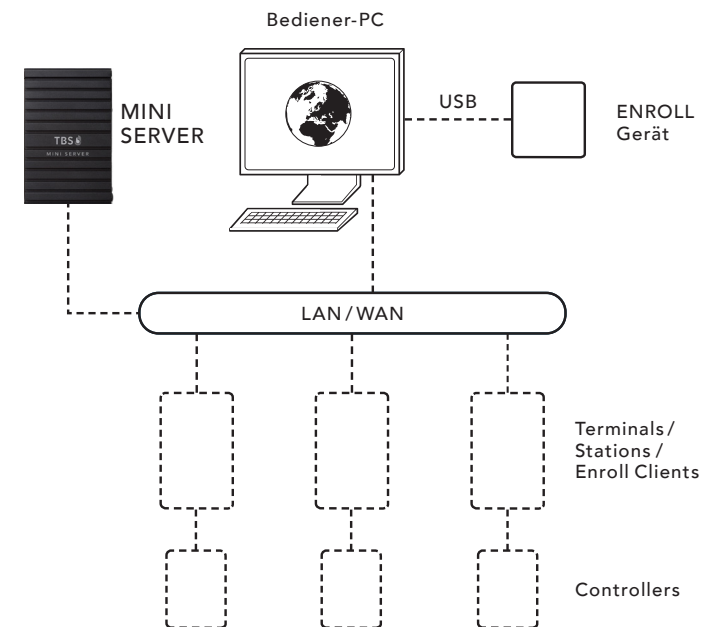 Bediener-PC
MINI
SERVER
TBS
MINI SERVER
USB
ENROLL
Gerät
LAN/WAN
Terminals/
Stations/
Enroll Clients
Controllers